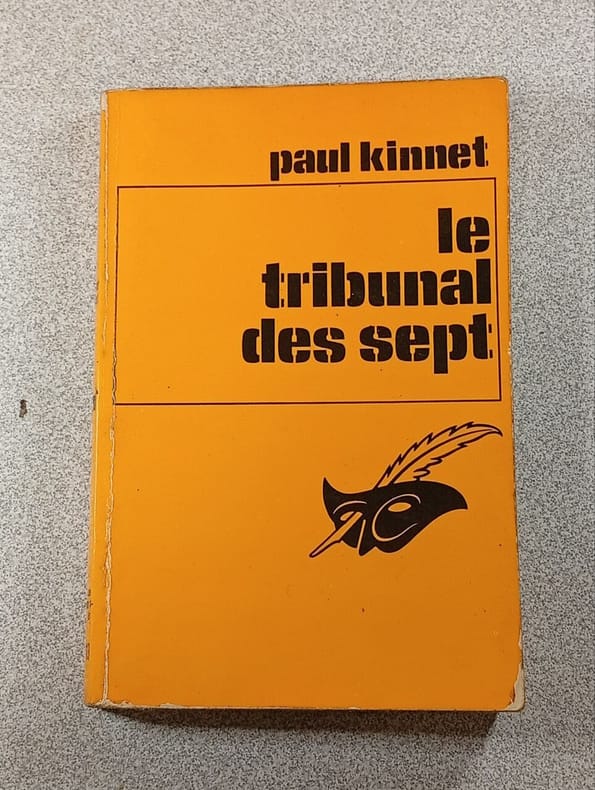 paul kinnet
le
tribunal
des sept